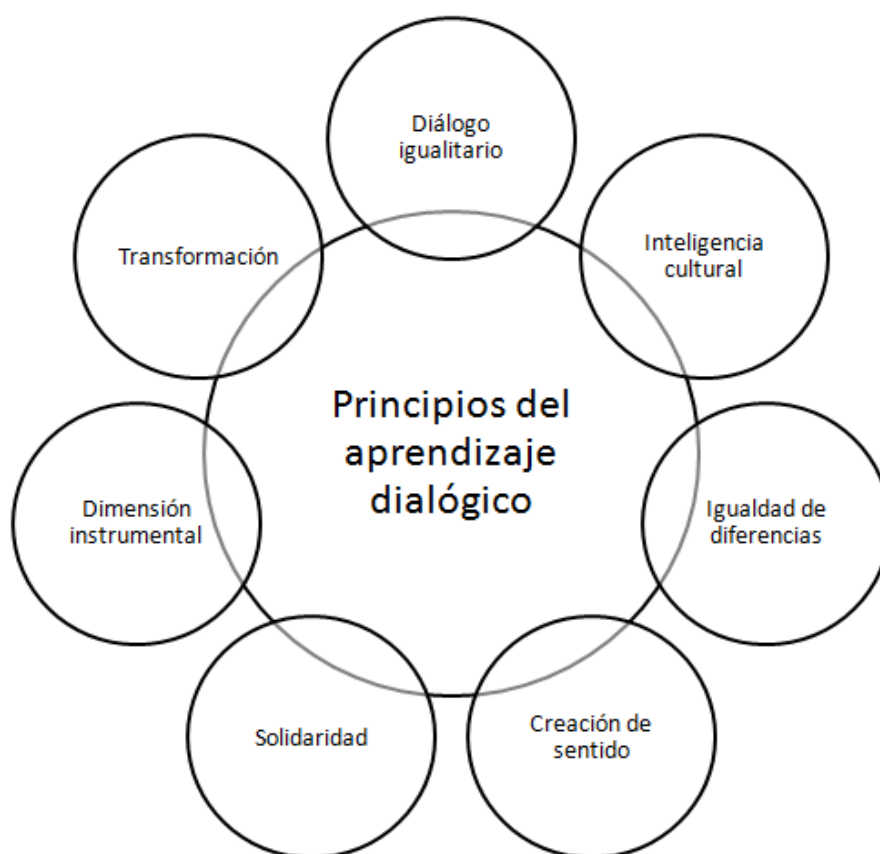 Diálogo
igualitario
Inteligencia
cultural
Igualdad de
diferencias
Creación de
sentido
Solidaridad
Dimensión
instrumental
Transformación
Principios del
aprendizaje
dialógico